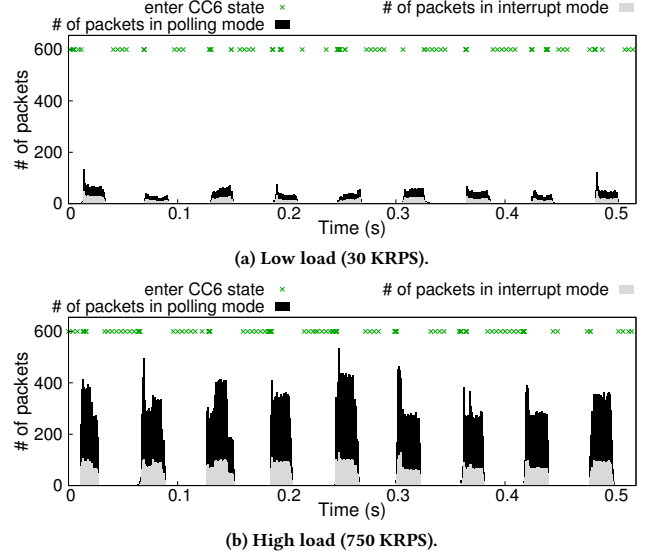 enter CC6 state × # of packets in interrupt mode
# of packets in polling mode
600
400
200
0
# of packets
0 0.1 0.2 0.3 0.4 0.5
Time (s)
(a) Low load (30 KRPS).
enter CC6 state × # of packets in interrupt mode
# of packets in polling mode
600
400
200
0
# of packets
0 0.1 0.2 0.3 0.4 0.5
Time (s)
(b) High load (750 KRPS).